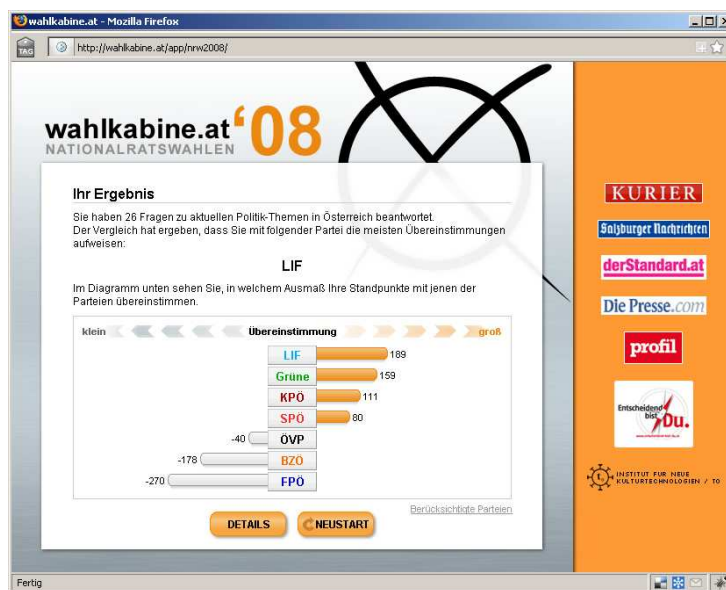 wahlkabine.at - Mozilla Firefox
TAG
http://wahlkabine.at/app/nrw2008/
wahlkabine.at '08
NATIONALRATSWAHLEN
Ihr Ergebnis
Sie haben 26 Fragen zu aktuellen Politik-Themen in Österreich beantwortet.
Der Vergleich hat ergeben, dass Sie mit folgender Partei die meisten Übereinstimmungen
aufweisen:
LIF
Im Diagramm unten sehen Sie, in welchem Ausmaß Ihre Standpunkte mit jenen der
Parteien übereinstimmen.
klein Übereinstimmung groß
LIF 189
Grüne 159
KPÖ 111
SPÖ 80
-40 ÖVP
-178 BZÖ
-270 FPÖ
Berücksichtigte Parteien
DETAILS NEUSTART
KURIER
Salzburger Nachrichten
derStandard.at
Die Presse.com
profil
Entscheidend
bist
Du.
INSTITUT FUR NEUE
KULTURTECHNOLOGIEN / TO
Fertig